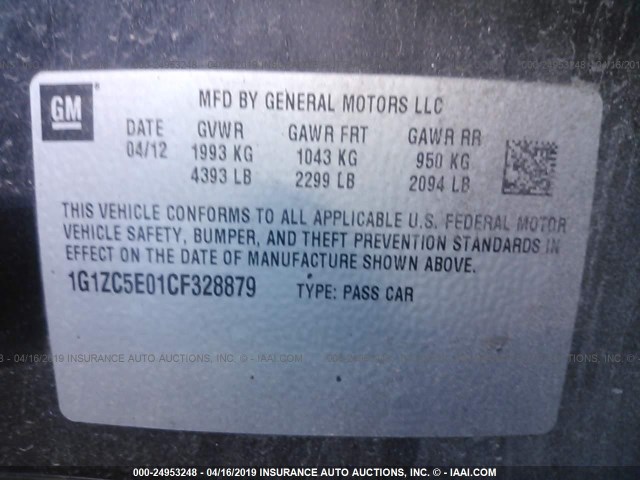 GM
MFD BY GENERAL MOTORS LLC
DATE GVWR GAWR FRT GAWR RR
04/12 1993 KG 1043 KG 950 KG
4393 LB 2299 LB 2094 LB
THIS VEHICLE CONFORMS TO ALL APPLICABLE U.S. FEDERAL MOTOR
VEHICLE SAFETY, BUMPER, AND THEFT PREVENTION STANDARDS IN
EFFECT ON THE DATE OF MANUFACTURE SHOWN ABOVE.
1G1ZC5E01CF328879 TYPE: PASS CAR
000-24953248 - 04/16/2019 INSURANCE AUTO AUCTIONS, INC. © - IAAI.COM